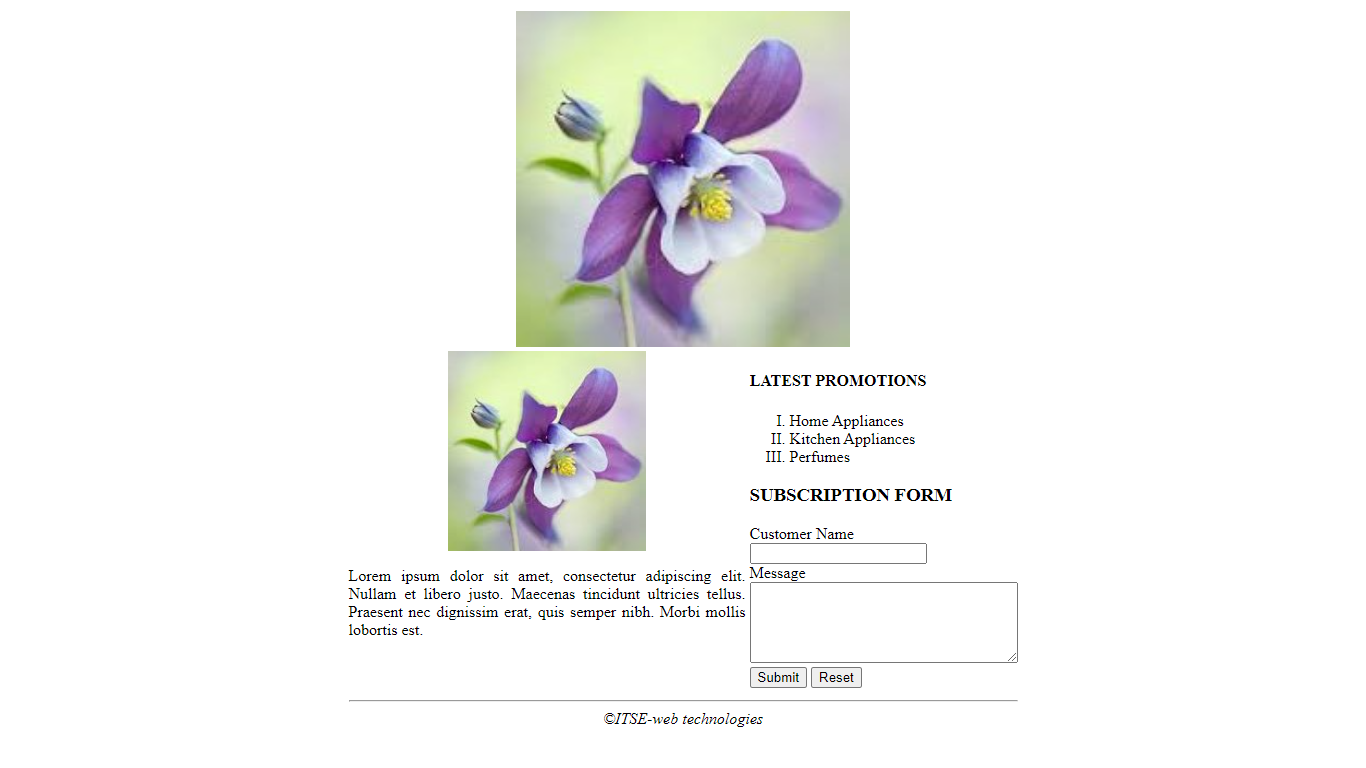 LATEST PROMOTIONS
I. Home Appliances
II. Kitchen Appliances
III. Perfumes
SUBSCRIPTION FORM
Customer Name
Message
Submit Reset
Lorem ipsum dolor sit amet, consectetur adipiscing elit.
Nullam et libero justo. Maecenas tincidunt ultricies tellus.
Praesent nec dignissim erat, quis semper nibh. Morbi mollis
lobortis est.
©ITSE-web technologies